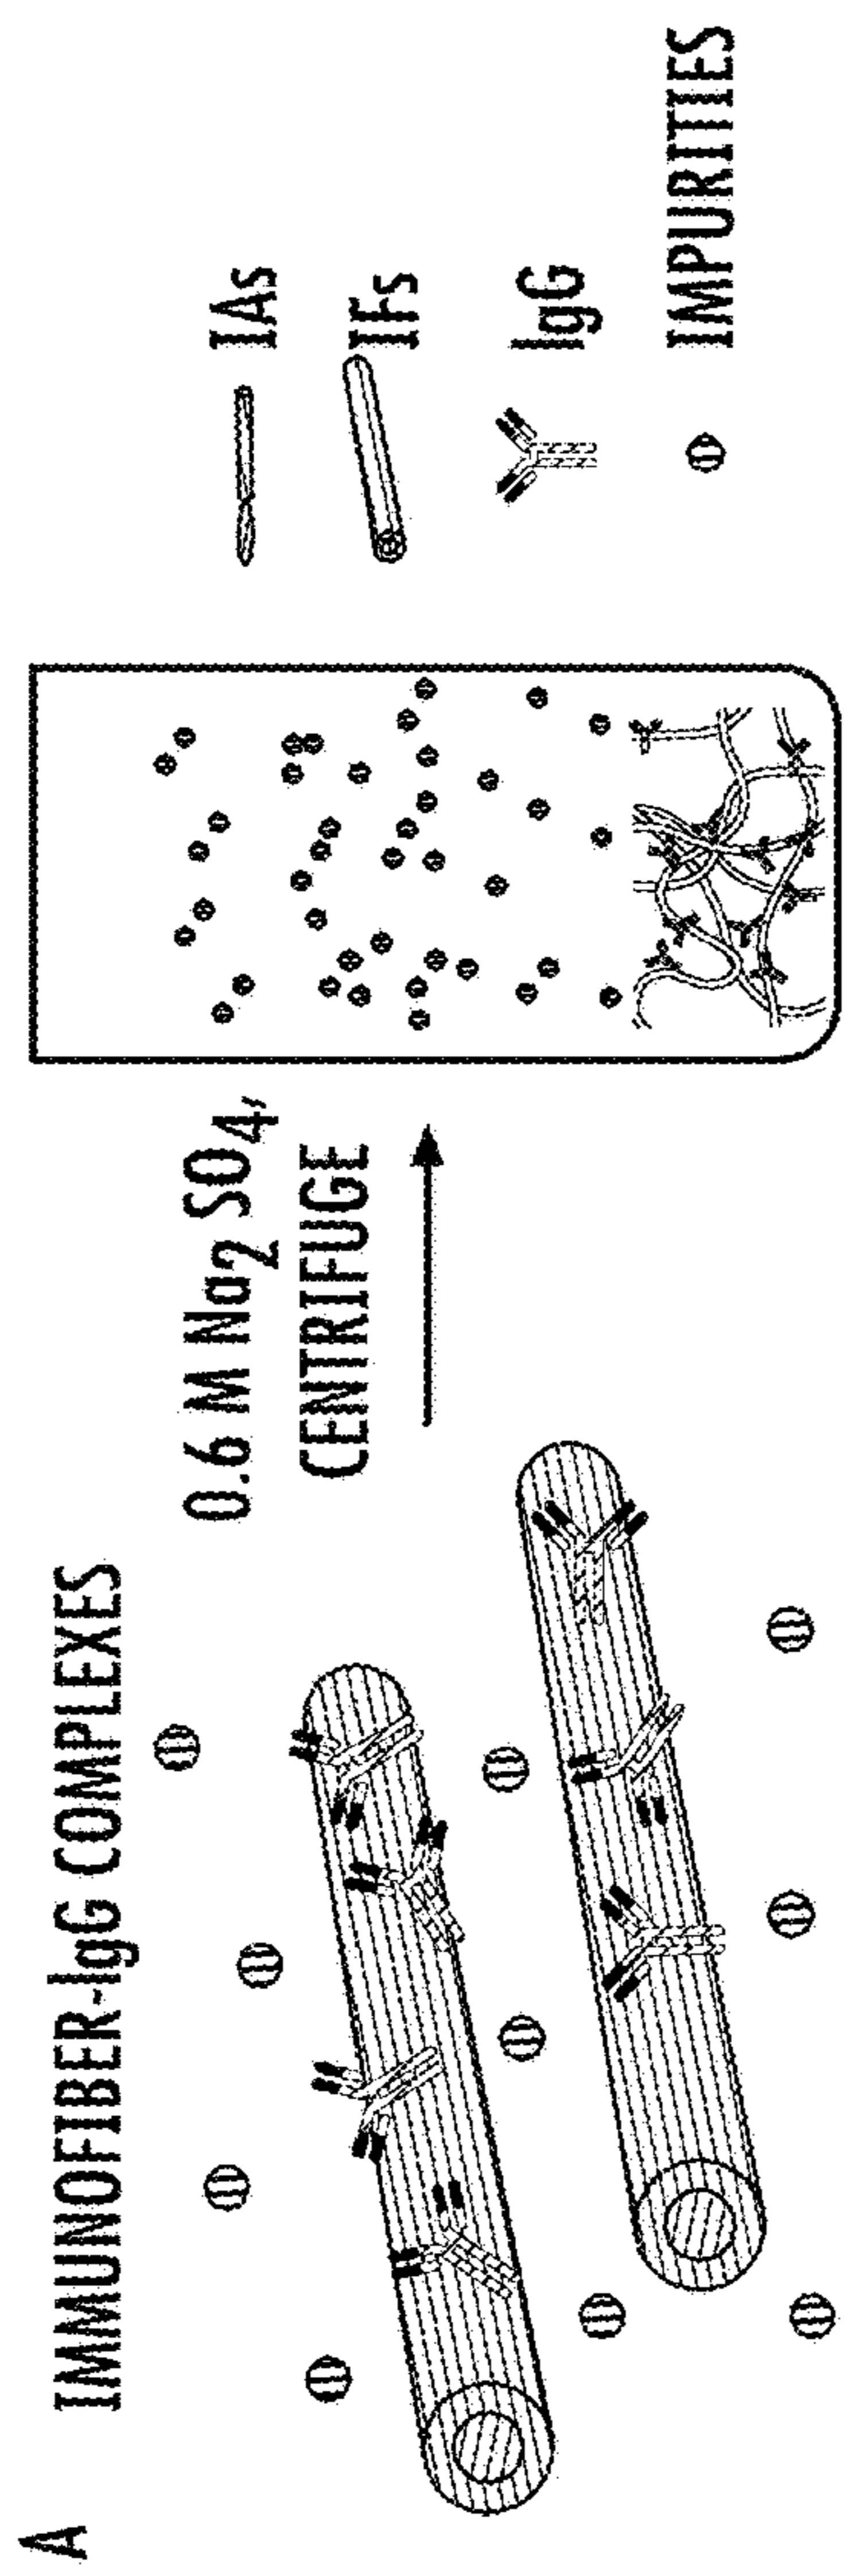 A
IMMUNOFIBER-IgG COMPLEXES
0.6 M Na2 SO4,
CENTRIFUGE
IAs
IFs
IgG
IMPURITIES